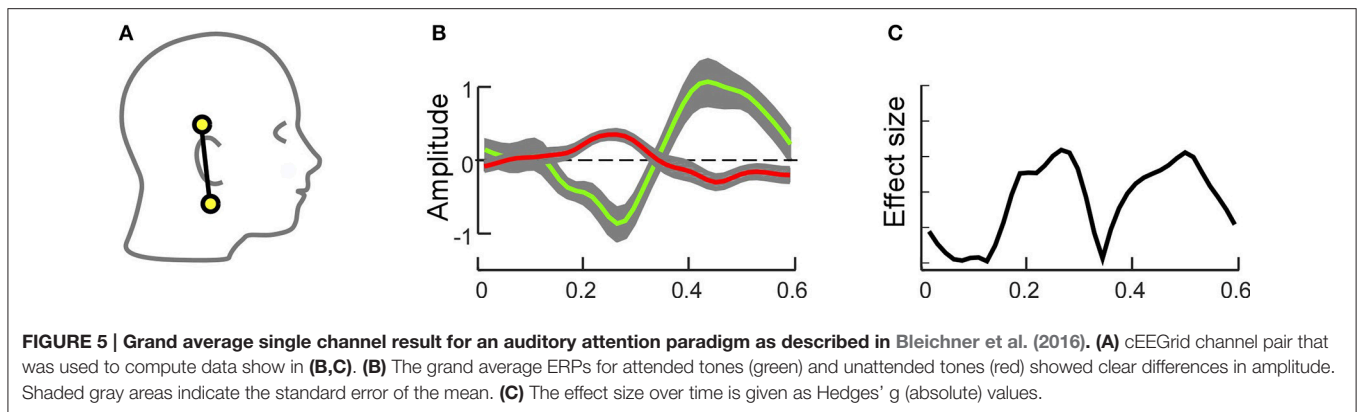 A
B
C
Amplitude
1
0
-1
0
0.2
0.4
0.6
Effect size
0
0.2
0.4
0.6
FIGURE 5 | Grand average single channel result for an auditory attention paradigm as described in Bleichner et al. (2016). (A) cEEGrid channel pair that
was used to compute data show in (B,C). (B) The grand average ERPs for attended tones (green) and unattended tones (red) showed clear differences in amplitude.
Shaded gray areas indicate the standard error of the mean. (C) The effect size over time is given as Hedges' g (absolute) values.